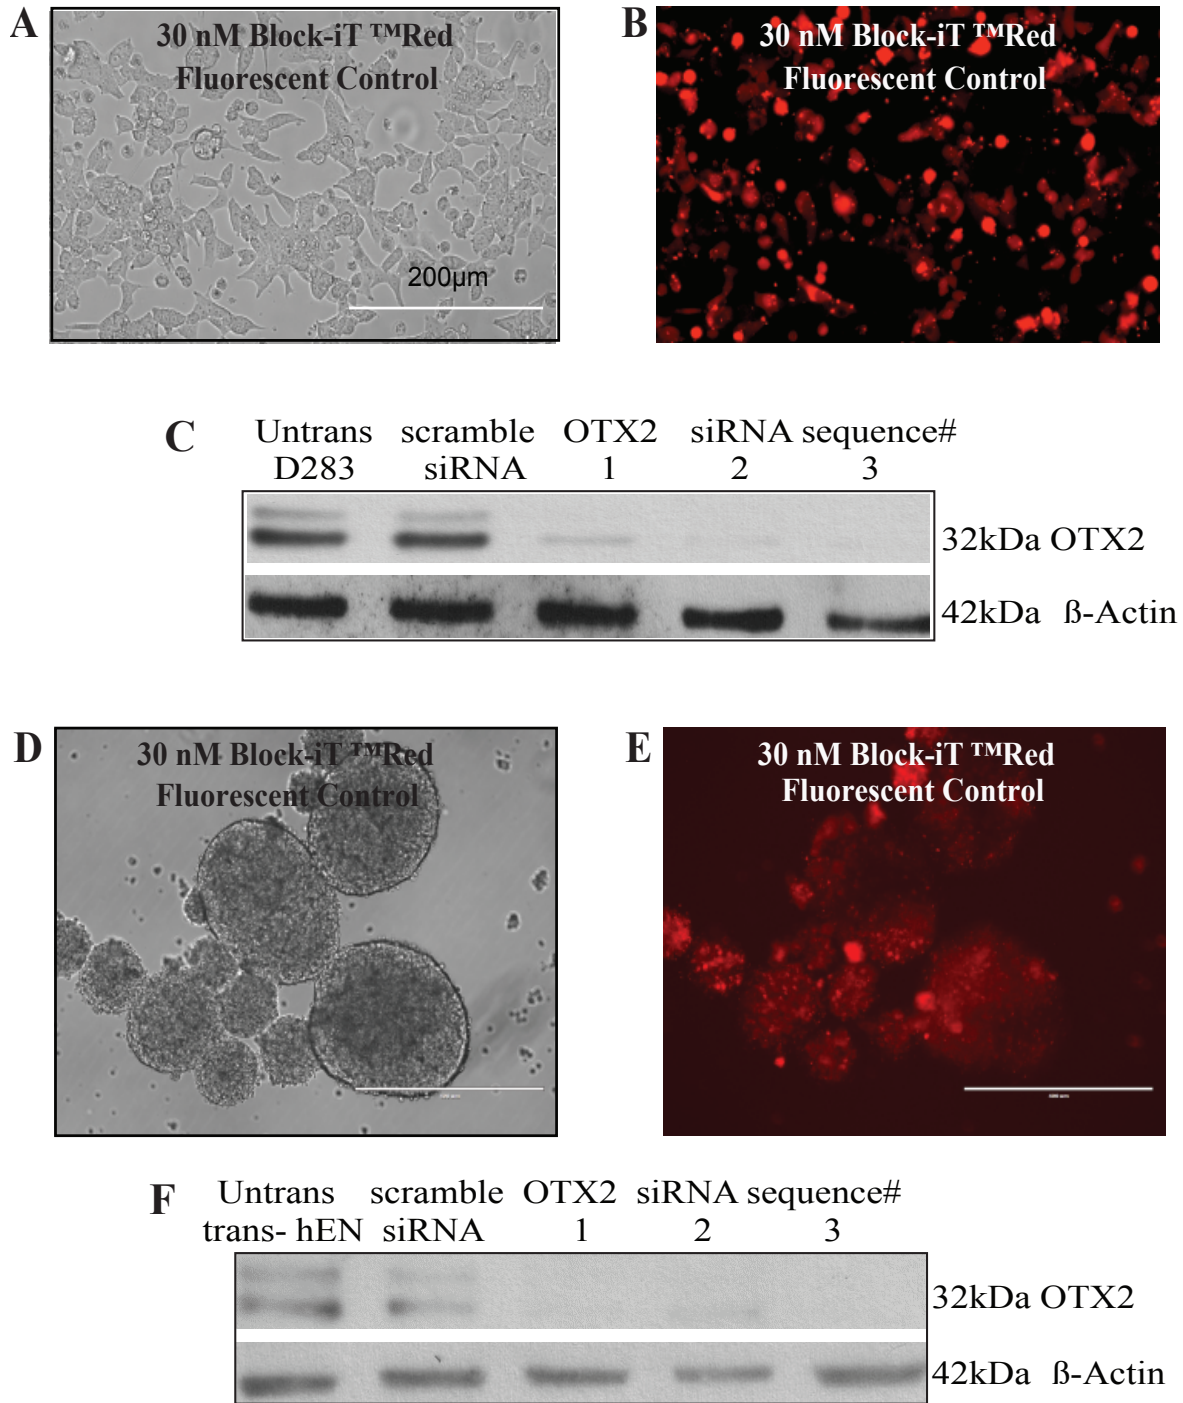 A
30 nM Block-iT ™Red
Fluorescent Control
200µm
B
30 nM Block-iT ™Red
Fluorescent Control
C
Untrans scramble OTX2 siRNA sequence#
D283 siRNA 1 2 3
32kDa OTX2
42kDa ß-Actin
D
30 nM Block-iT ™Red
Fluorescent Control
E
30 nM Block-iT ™Red
Fluorescent Control
F
Untrans scramble OTX2 siRNA sequence#
trans- hEN siRNA 1 2 3
32kDa OTX2
42kDa ß-Actin